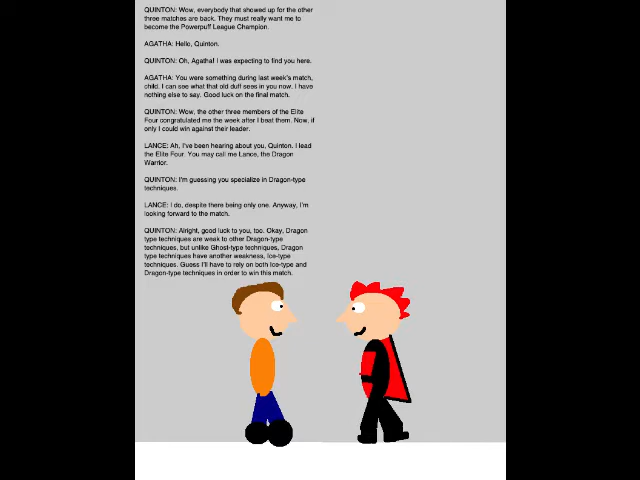 QUINTON: Wow, everybody that showed up for the other
three matches are back. They must really want me to
become the Powerpuff League Champion.
AGATHA: Hello, Quinton.
QUINTON: Oh, Agatha! I was expecting to find you here.
AGATHA: You were something during last week's match,
child. I can see what that old duff sees in you now. I have
nothing else to say. Good luck on the final match.
QUINTON: Wow, the other three members of the Elite
Four congratulated me the week after I beat them. Now, if
only I could win against their leader.
LANCE: Ah, I've been hearing about you, Quinton. I lead
the Elite Four. You may call me Lance, the Dragon
Warrior.
QUINTON: I'm guessing you specialize in Dragon-type
techniques.
LANCE: I do, despite there being only one. Anyway, I'm
looking forward to the match.
QUINTON: Alright, good luck to you, too. Okay, Dragon
type techniques are weak to other Dragon-type
techniques, but unlike Ghost-type techniques, Dragon
type techniques have another weakness, Ice-type
techniques. Guess I'll have to rely on both Ice-type and
Dragon-type techniques in order to win this match.